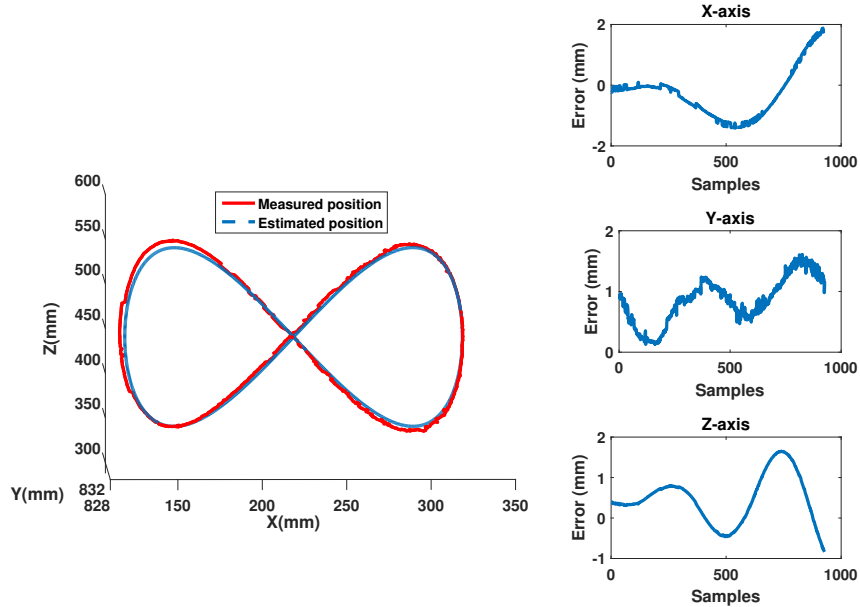 600
550
500
450
400
350
300
Z(mm)
Measured position
Estimated position
Y(mm)
832
828
150
200
250
300
350
X(mm)
X-axis
2
0
-2
Error (mm)
0
500
1000
Samples
Y-axis
2
1
0
Error (mm)
0
500
1000
Samples
Z-axis
2
1
0
-1
Error (mm)
0
500
1000
Samples